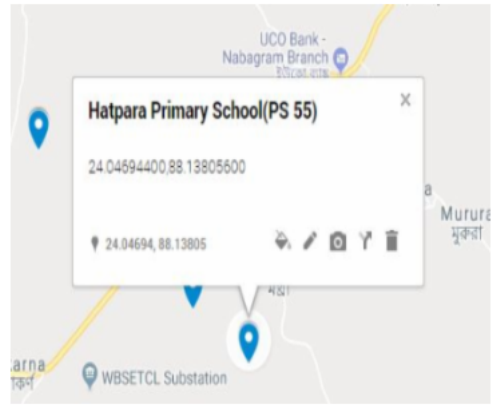 UCO Bank -
Nabagram Branch
Hatpara Primary School(PS 55)
24.04694400,88.13805600
24.04694, 88.13805
Murura
মুকরা
WBSETCL Substation